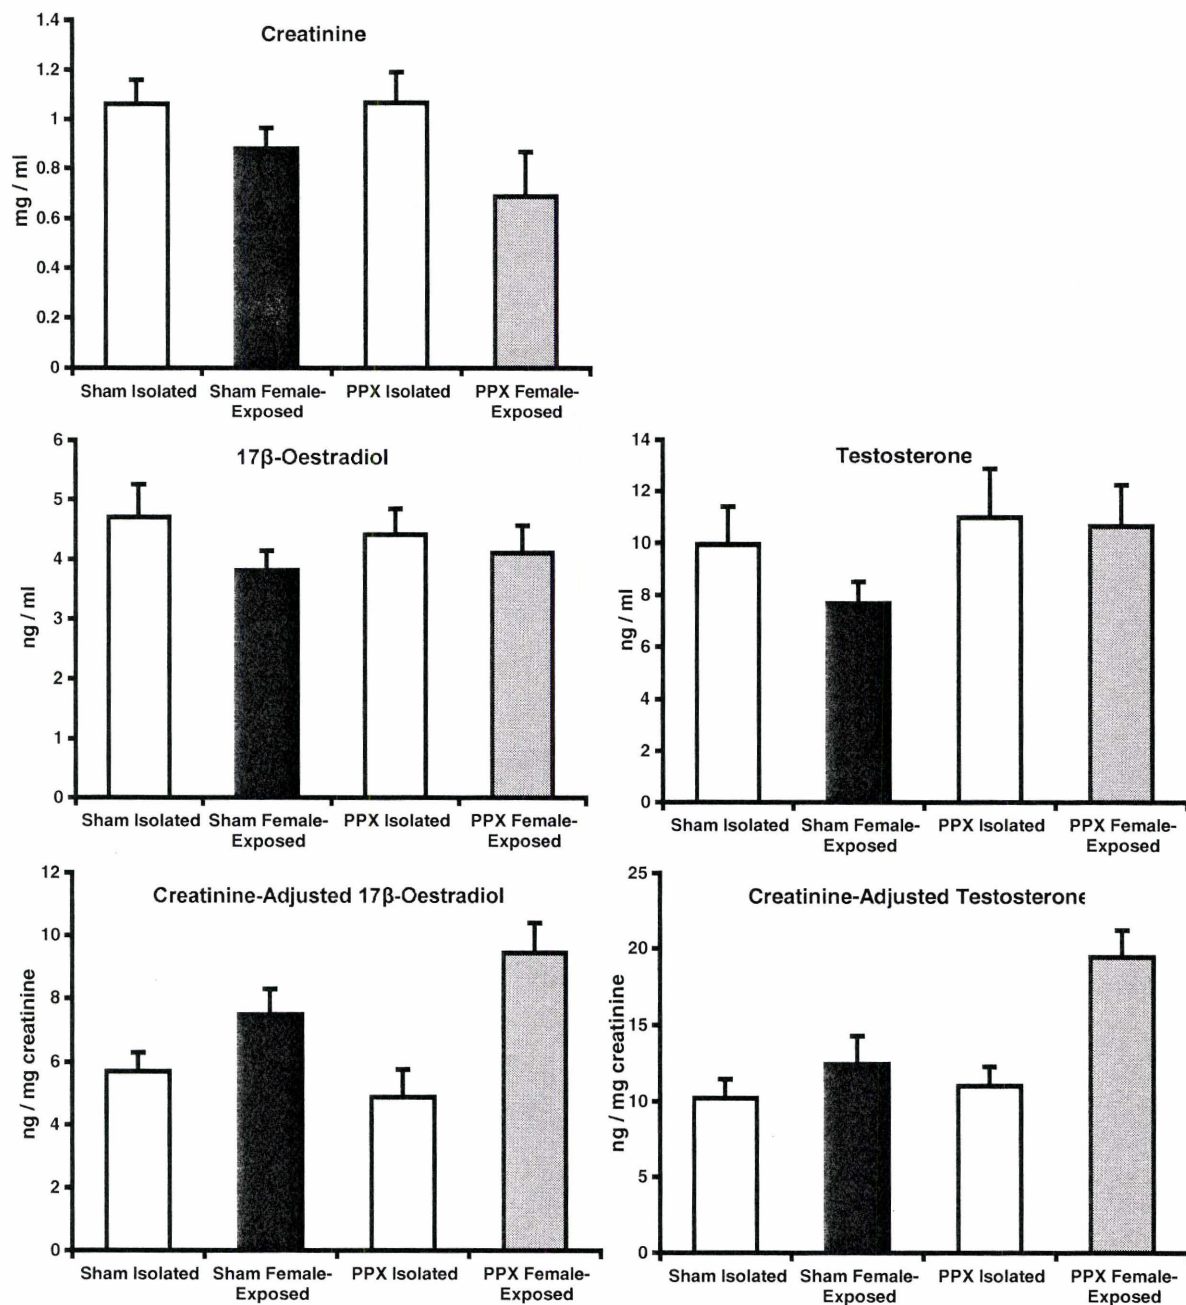 Creatinine
mg / ml
1.4
1.2
1
0.8
0.6
0.4
0.2
0
Sham Isolated
Sham Female-
Exposed
PPX Isolated
PPX Female-
Exposed
17β-Oestradiol
ng / ml
6
5
4
3
2
1
0
Sham Isolated
Sham Female-
Exposed
PPX Isolated
PPX Female-
Exposed
Testosterone
ng / ml
14
12
10
8
6
4
2
0
Sham Isolated
Sham Female-
Exposed
PPX Isolated
PPX Female-
Exposed
Creatinine-Adjusted 17β-Oestradiol
ng / mg creatinine
12
10
8
6
4
2
0
Sham Isolated
Sham Female-
Exposed
PPX Isolated
PPX Female-
Exposed
Creatinine-Adjusted Testosterone
ng / mg creatinine
25
20
15
10
5
0
Sham Isolated
Sham Female-
Exposed
PPX Isolated
PPX Female-
Exposed